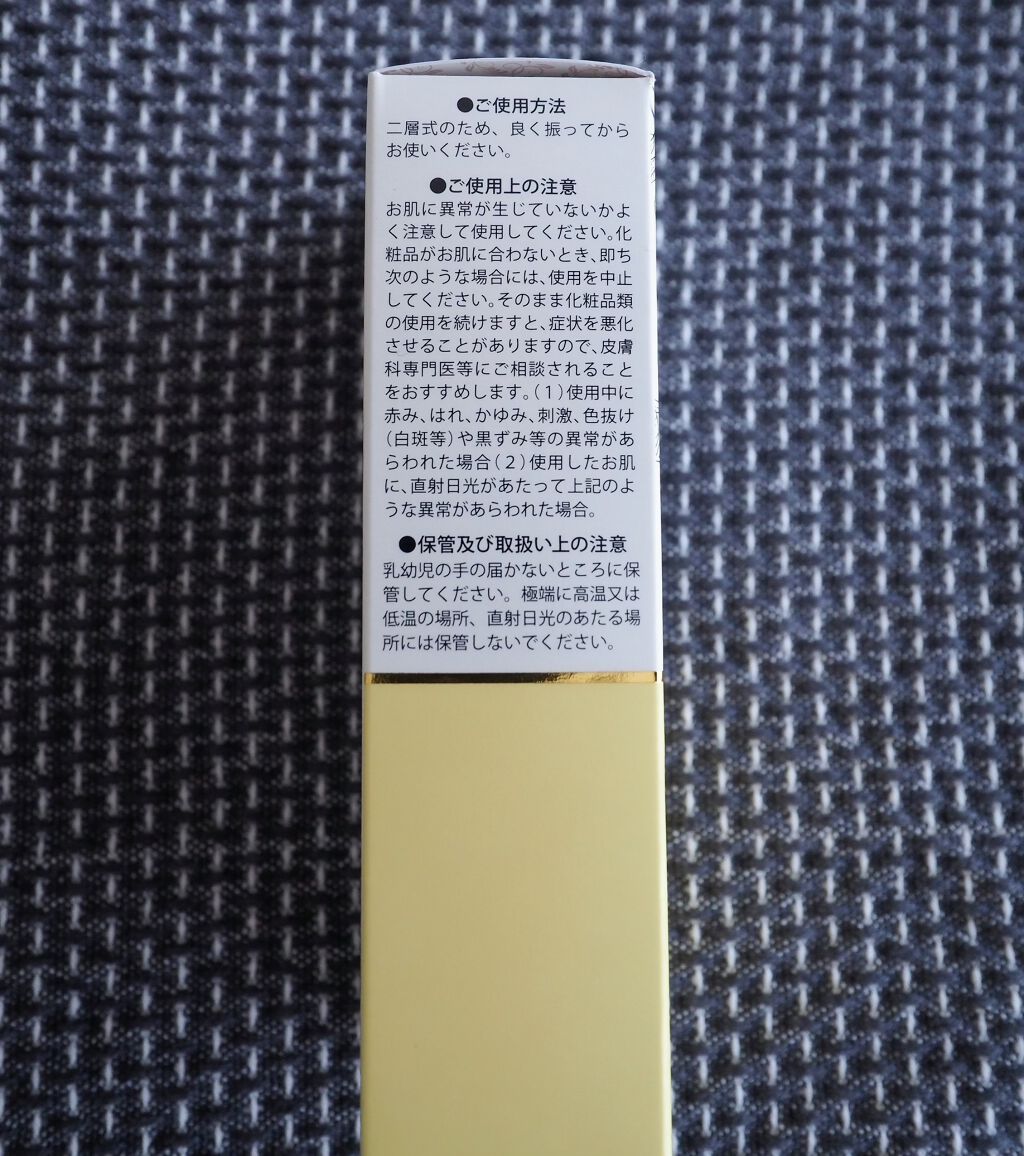 ●ご使用方法
二層式のため、良く振ってから
お使いください。
●ご使用上の注意
お肌に異常が生じていないかよ
く注意して使用してください。化
粧品がお肌に合わないとき、即ち
次のような場合には、使用を中止
してください。そのまま化粧品類
の使用を続けますと、症状を悪化
させることがありますので、皮膚
科専門医等にご相談されること
をおすすめします。（1）使用中に
赤み、はれ、かゆみ、刺激、色抜け
（白斑等）や黒ずみ等の異常があ
らわれた場合（2）使用したお肌
に、直射日光があたって上記のよ
うな異常があらわれた場合。
●保管及び取扱い上の注意
乳幼児の手の届かないところに保
管してください。極端に高温又は
低温の場所、直射日光のあたる場
所には保管しないでください。